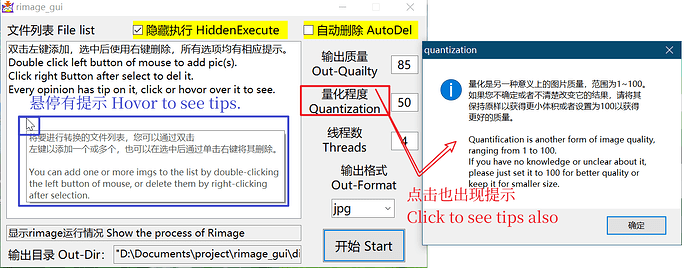 rimage_gui
文件列表 File list
隐藏执行 HiddenExecute
自动删除 AutoDel
双击左键添加，选中后使用右键删除，所有选项均有相应提示。
Double click left button of mouse to add pic(s).
Click right Button after select to del it.
Every opinion has tip on it, click or hover over it to see.
悬停有提示 Hovor to see tips.
将要进行转换的文件列表，您可以通过双击
左键以添加一个或多个，也可以在选中后通过单击右键将其删除。
You can add one or more imgs to the list by double-clicking
the left button of mouse, or delete them by right-clicking
after selection.
显示rimage运行情况 Show the process of Rimage
输出目录 Out-Dir:
"D:\Documents\project\rimage_gui\di
输出质量
Out-Quailty
85
量化程度
Quantization
50
线程数
Threads
4
输出格式
Out-Format
jpg
开始 Start
quantization
量化是另一种意义上的图片质量，范围为1~100。
如果您不确定或者不清楚改变它的结果，请将其
保持原样以获得更小体积或者设置为100以获得
更好的质量。
Quantification is another form of image quality,
ranging from 1 to 100.
If you have no knowledge or unclear about it,
please just set it to 100 for better quality or
keep it for smaller size.
确定
点击也出现提示
Click to see tips also